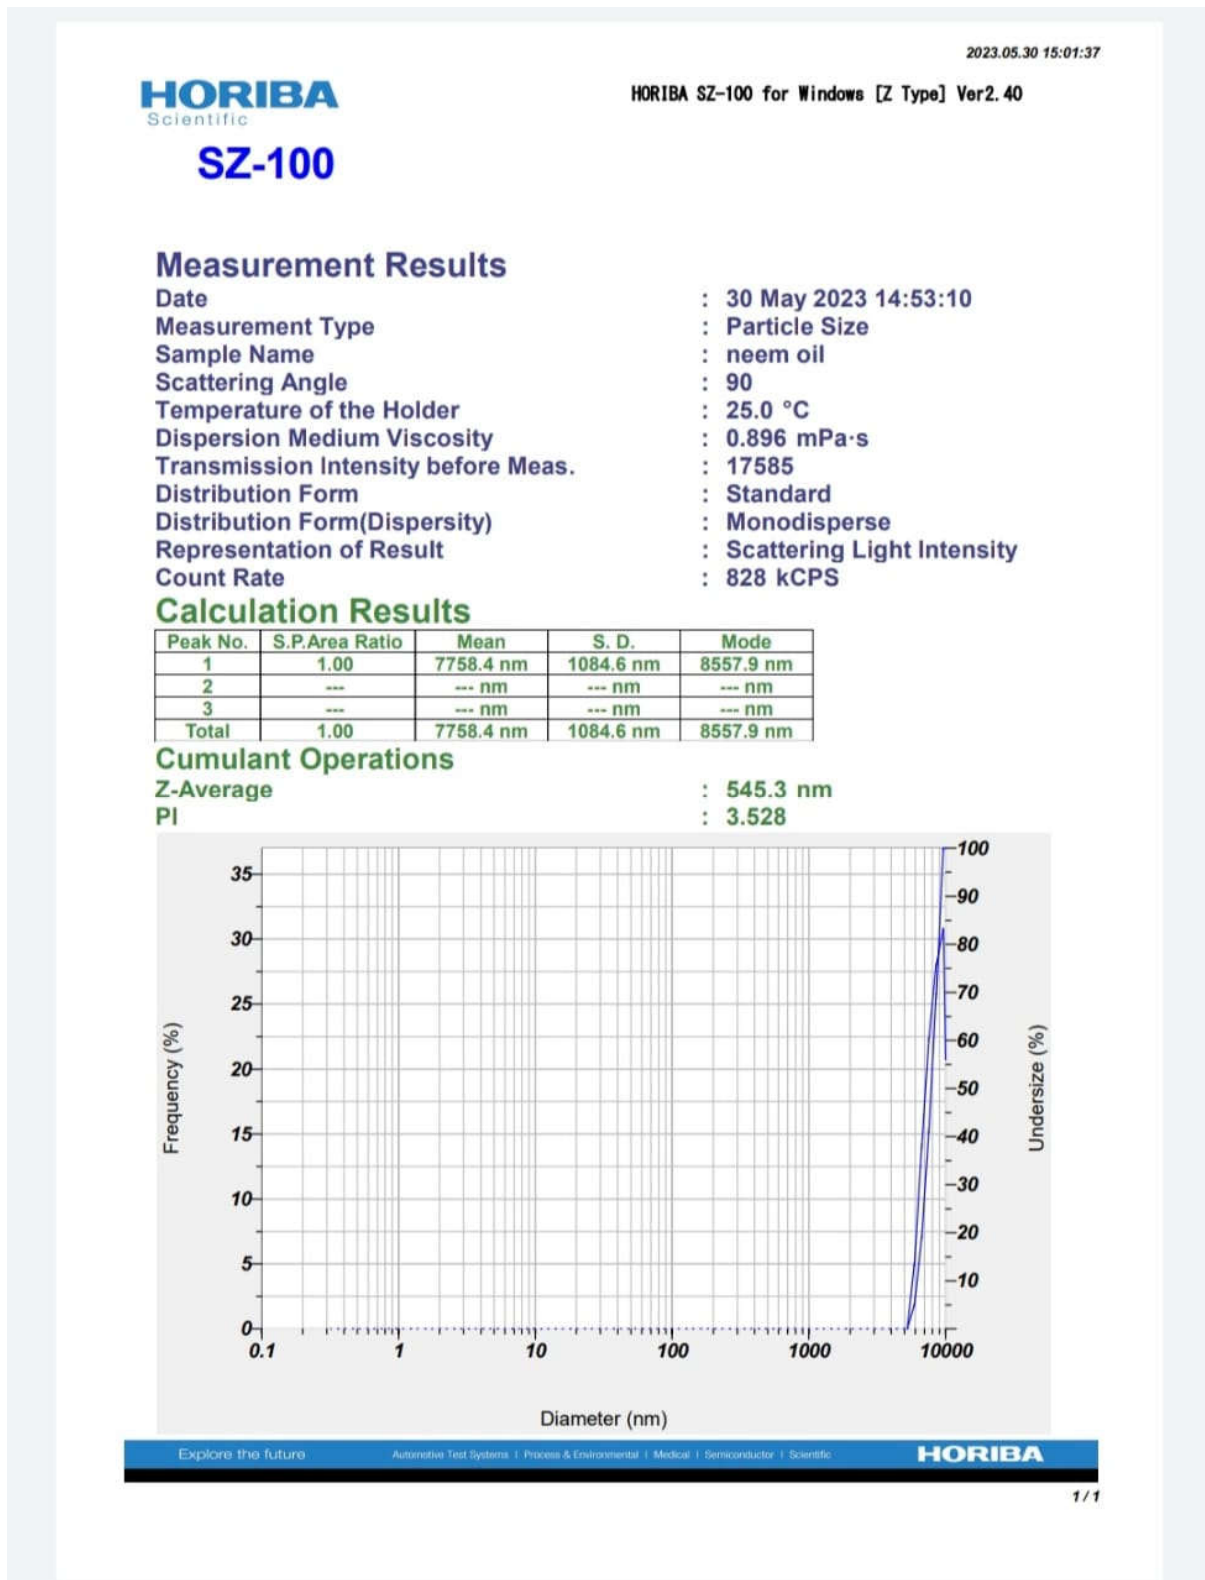 2023.05.30 15:01:37
HORIBA
Scientific
HORIBA SZ-100 for Windows [Z Type] Ver2.40
SZ-100
Measurement Results
Date : 30 May 2023 14:53:10
Measurement Type : Particle Size
Sample Name : neem oil
Scattering Angle : 90
Temperature of the Holder : 25.0 °C
Dispersion Medium Viscosity : 0.896 mPa·s
Transmission Intensity before Meas. : 17585
Distribution Form : Standard
Distribution Form(Dispersity) : Monodisperse
Representation of Result : Scattering Light Intensity
Count Rate : 828 kCPS
Calculation Results
Peak No. S.P.Area Ratio Mean S. D. Mode
1 1.00 7758.4 nm 1084.6 nm 8557.9 nm
2 --- --- nm --- nm --- nm
3 --- --- nm --- nm --- nm
Total 1.00 7758.4 nm 1084.6 nm 8557.9 nm
Cumulant Operations
Z-Average : 545.3 nm
PI : 3.528
Frequency (%)
35
30
25
20
15
10
5
0
100
90
80
70
60
50
40
30
20
10
Undersize (%)
0.1 1 10 100 1000 10000
Diameter (nm)
Explore the future
Automotive Test Systems | Process & Environmental | Medical | Semiconductor | Scientific
HORIBA
1 / 1